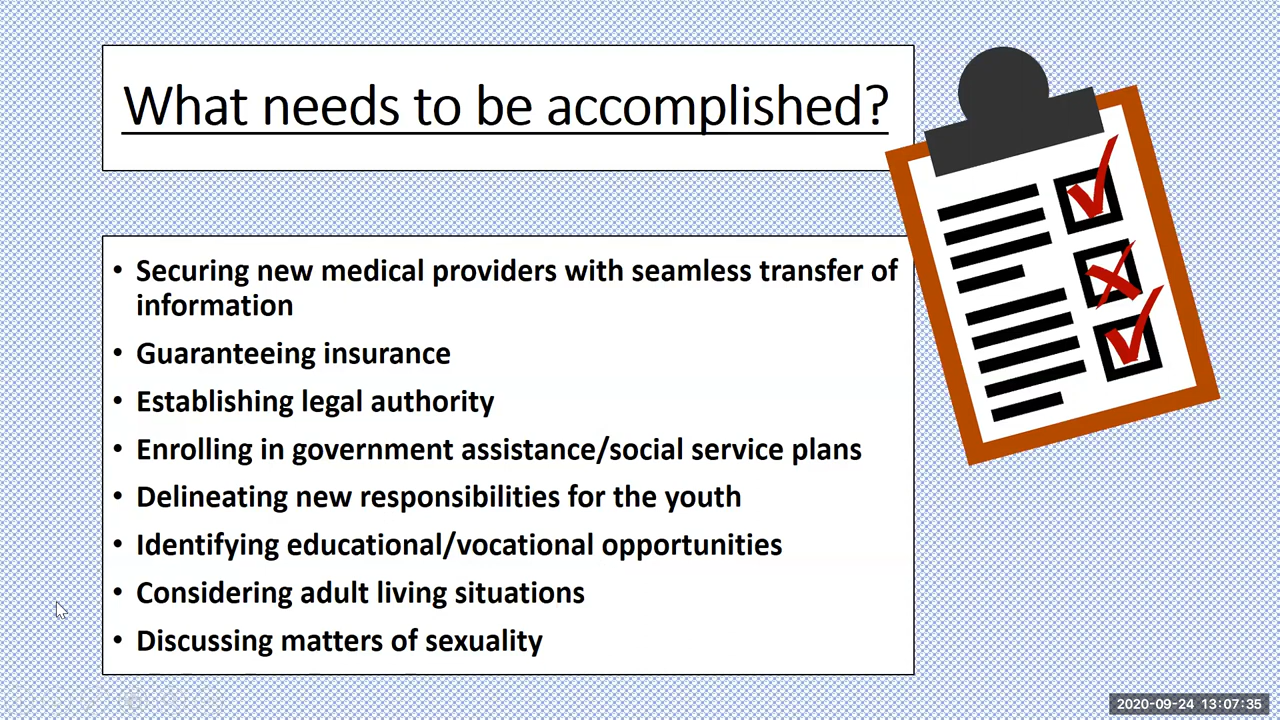 What needs to be accomplished?
• Securing new medical providers with seamless transfer of
information
• Guaranteeing insurance
• Establishing legal authority
• Enrolling in government assistance/social service plans
• Delineating new responsibilities for the youth
• Identifying educational/vocational opportunities
• Considering adult living situations
• Discussing matters of sexuality
2020-09-24 13:07:35